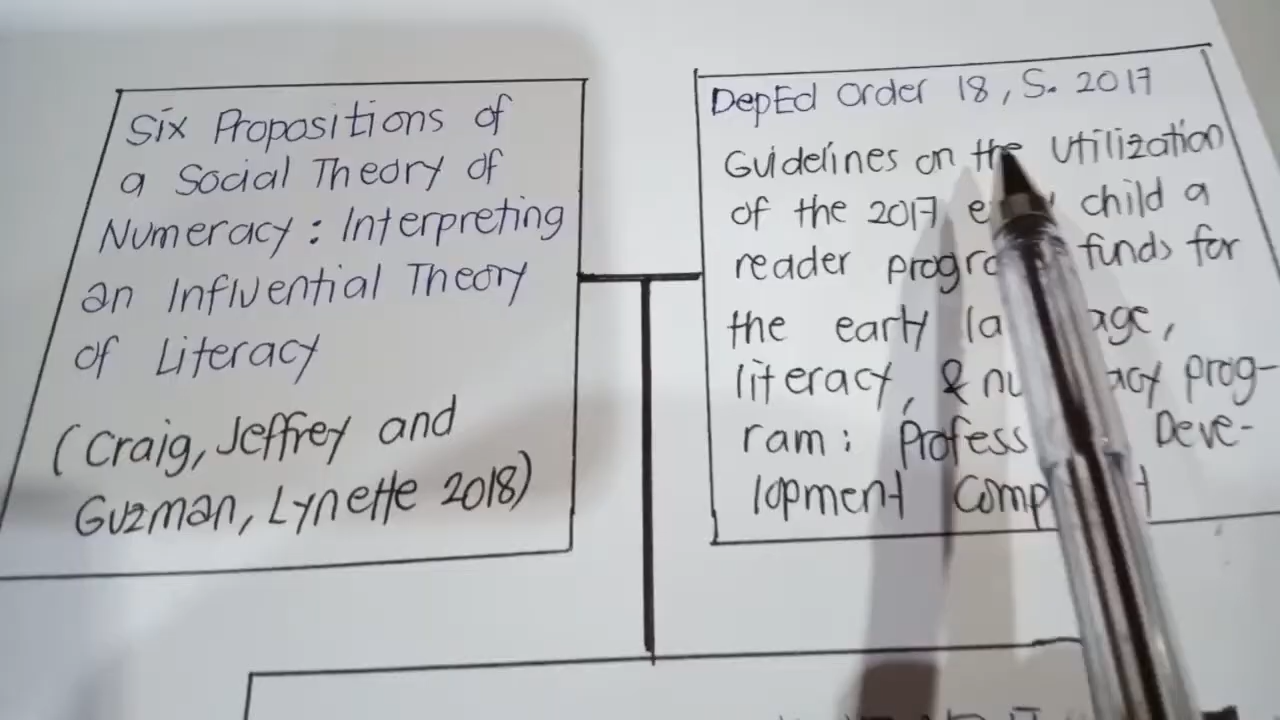 Six Propositions of
a Social Theory of
Numeracy: Interpreting
an Influential Theory
of Literacy
(Craig, Jeffrey and
Guzman, Lynette 2018)
DepEd Order 18, S. 2017
Guidelines on the Utilization
of the 2017 child a
reader funds for
the early
literacy, & prog-
ram: Deve-
lopment